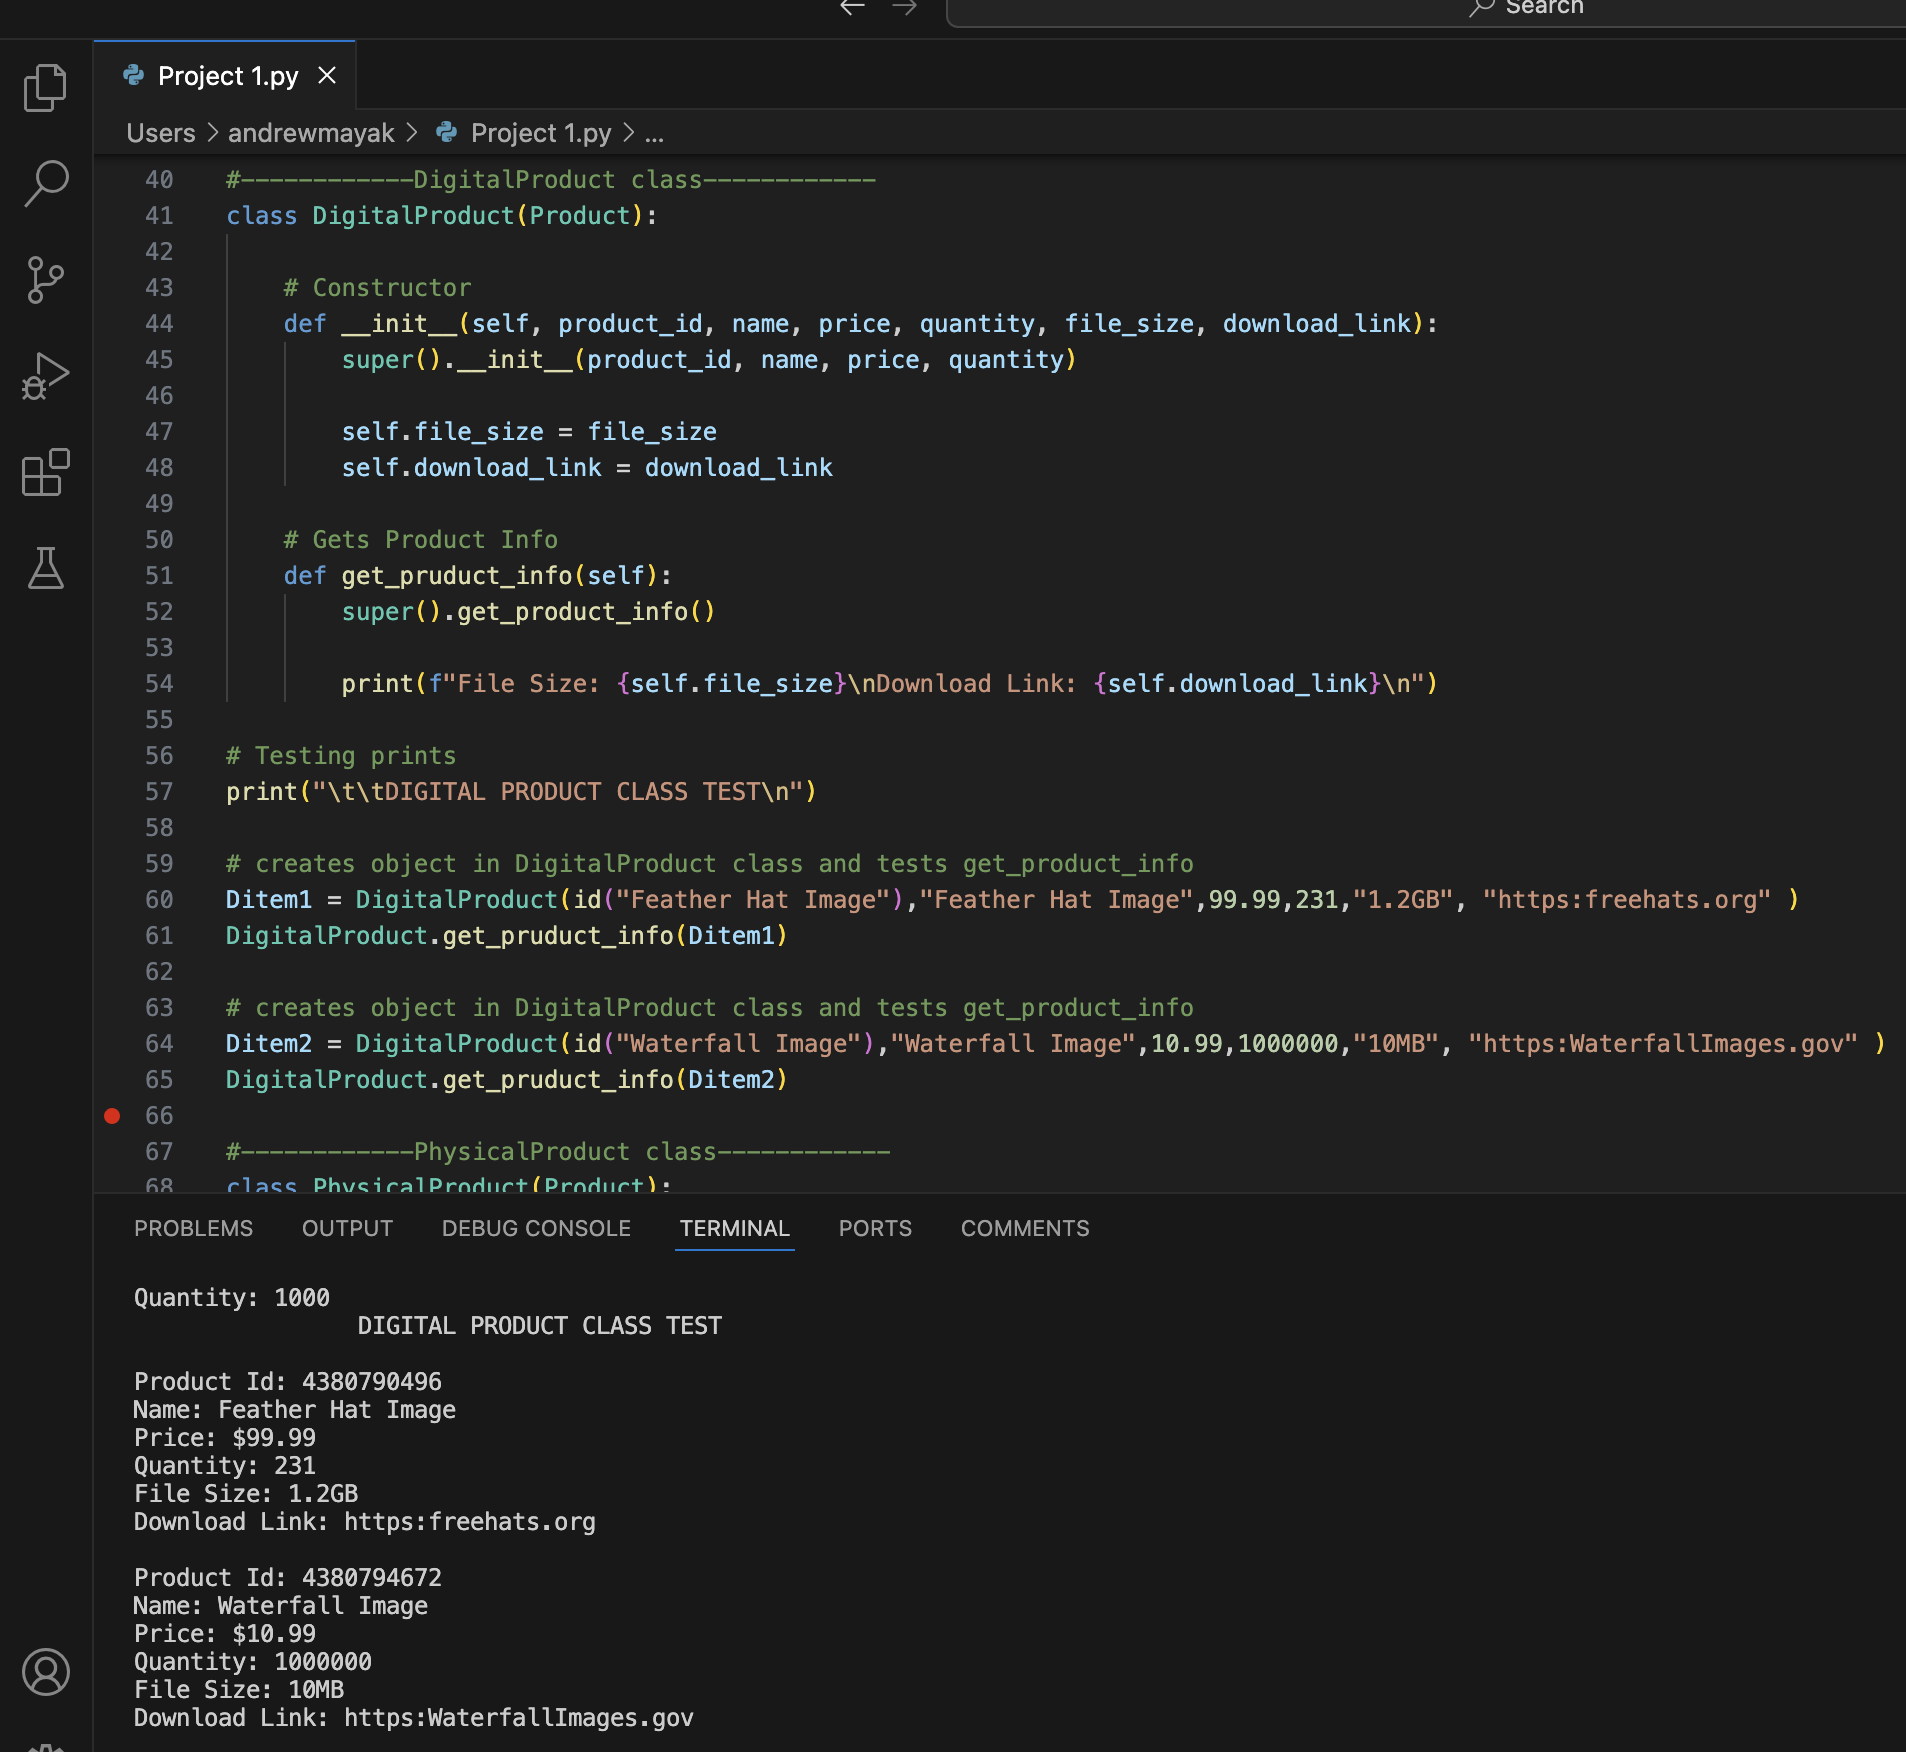 Search
Project 1.py
Users > andrewmayak > Project 1.py > ...
40 #------------DigitalProduct class------------
41 class DigitalProduct(Product):
42
43     # Constructor
44     def __init__(self, product_id, name, price, quantity, file_size, download_link):
45         super().__init__(product_id, name, price, quantity)
46
47         self.file_size = file_size
48         self.download_link = download_link
49
50     # Gets Product Info
51     def get_pruduct_info(self):
52         super().get_product_info()
53
54         print(f"File Size: {self.file_size}\nDownload Link: {self.download_link}\n")
55
56 # Testing prints
57 print("\t\tDIGITAL PRODUCT CLASS TEST\n")
58
59 # creates object in DigitalProduct class and tests get_product_info
60 Ditem1 = DigitalProduct(id("Feather Hat Image"),"Feather Hat Image",99.99,231,"1.2GB", "https:freehats.org" )
61 DigitalProduct.get_pruduct_info(Ditem1)
62
63 # creates object in DigitalProduct class and tests get_product_info
64 Ditem2 = DigitalProduct(id("Waterfall Image"),"Waterfall Image",10.99,1000000,"10MB", "https:WaterfallImages.gov" )
65 DigitalProduct.get_pruduct_info(Ditem2)
66
67 #------------PhysicalProduct class------------
68 class PhysicalProduct(Product):
PROBLEMS OUTPUT DEBUG CONSOLE TERMINAL PORTS COMMENTS
Quantity: 1000
DIGITAL PRODUCT CLASS TEST
Product Id: 4380790496
Name: Feather Hat Image
Price: $99.99
Quantity: 231
File Size: 1.2GB
Download Link: https:freehats.org
Product Id: 4380794672
Name: Waterfall Image
Price: $10.99
Quantity: 1000000
File Size: 10MB
Download Link: https:WaterfallImages.gov